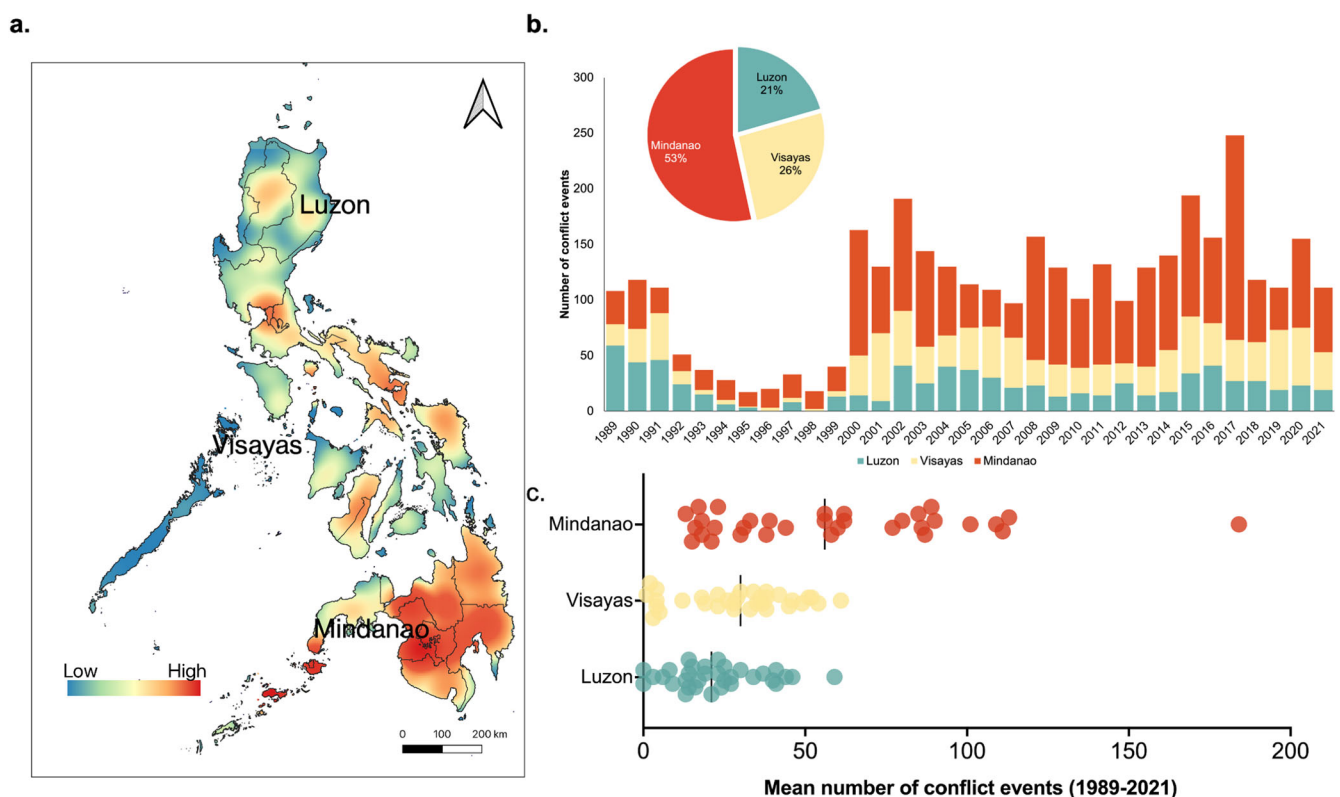 a.
Luzon
Visayas
Mindanao
Low
High
0
100
200 km
b.
Number of conflict events
300
250
200
150
100
50
0
Luzon
21%
Visayas
26%
Mindanao
53%
1989
1990
1991
1992
1993
1994
1995
1996
1997
1998
1999
2000
2001
2002
2003
2004
2005
2006
2007
2008
2009
2010
2011
2012
2013
2014
2015
2016
2017
2018
2019
2020
2021
Luzon
Visayas
Mindanao
c.
Mindanao
Visayas
Luzon
0
50
100
150
200
Mean number of conflict events (1989-2021)